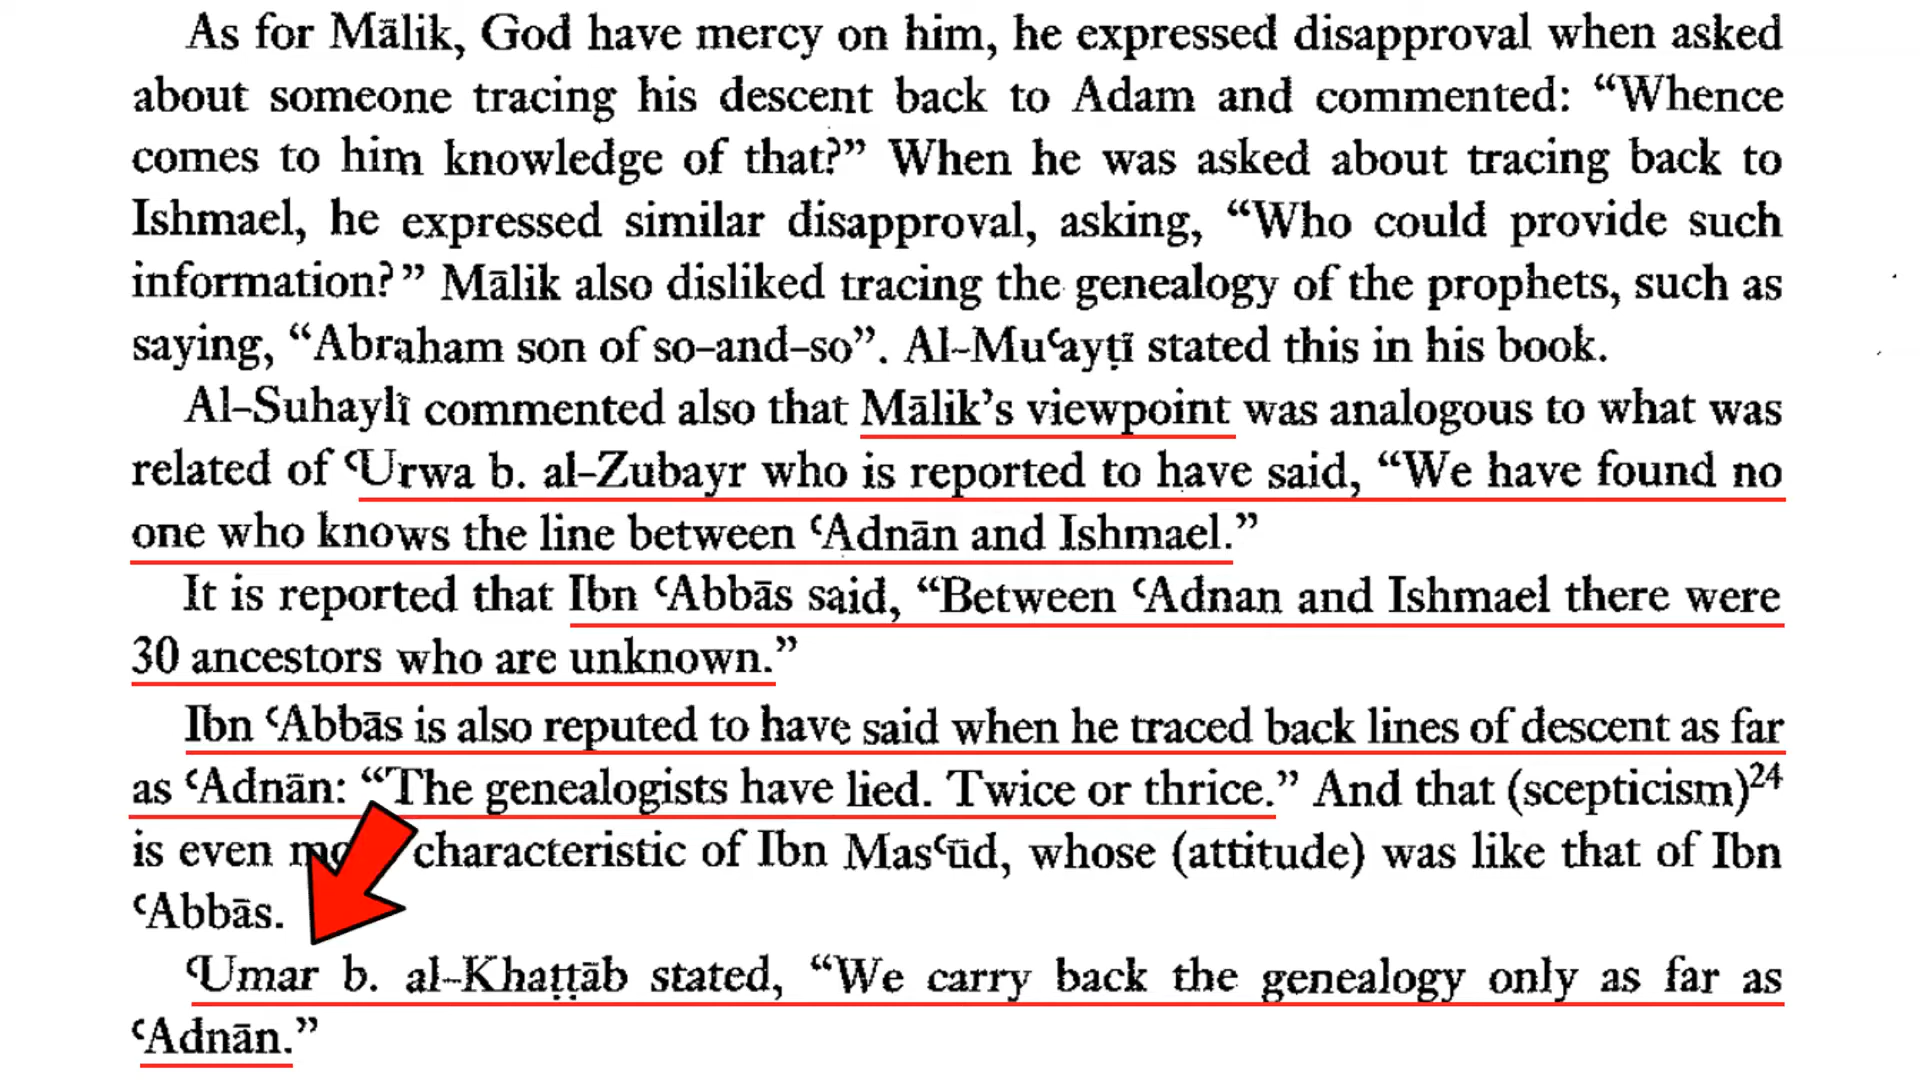 As for Mālik, God have mercy on him, he expressed disapproval when asked
about someone tracing his descent back to Adam and commented: “Whence
comes to him knowledge of that?” When he was asked about tracing back to
Ishmael, he expressed similar disapproval, asking, “Who could provide such
information?” Mālik also disliked tracing the genealogy of the prophets, such as
saying, “Abraham son of so-and-so”. Al-Muʿayṭī stated this in his book.
Al-Suhaylī commented also that Mālik’s viewpoint was analogous to what was
related of ʿUrwa b. al-Zubayr who is reported to have said, “We have found no
one who knows the line between ʿAdnān and Ishmael.”
It is reported that Ibn ʿAbbās said, “Between ʿAdnan and Ishmael there were
30 ancestors who are unknown.”
Ibn ʿAbbās is also reputed to have said when he traced back lines of descent as far
as ʿAdnān: “The genealogists have lied. Twice or thrice.” And that (scepticism)24
is even characteristic of Ibn Masʿūd, whose (attitude) was like that of Ibn
ʿAbbās.
ʿUmar b. al-Khaṭṭāb stated, “We carry back the genealogy only as far as
ʿAdnān.”